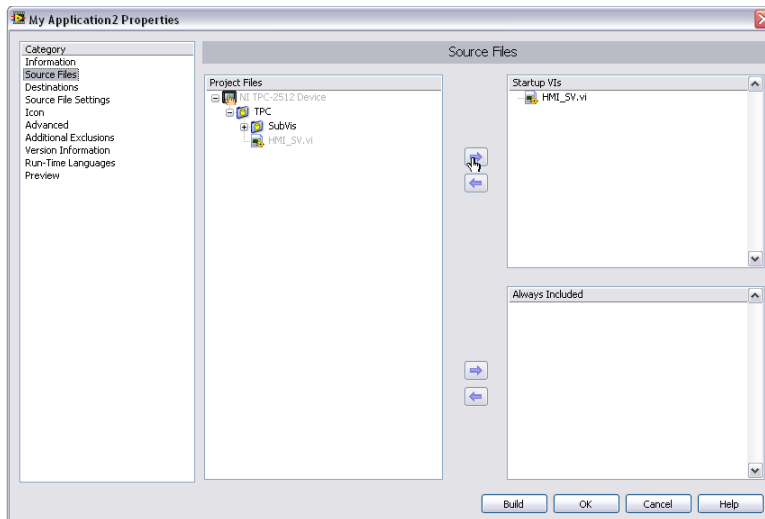 My Application2 Properties
Category
Information
Source Files
Destinations
Source File Settings
Icon
Advanced
Additional Exclusions
Version Information
Run-Time Languages
Preview
Source Files
Project Files
NI TPC-2512 Device
TPC
SubVIs
HMI_SV.vi
Startup VIs
HMI_SV.vi
Always Included
Build
OK
Cancel
Help